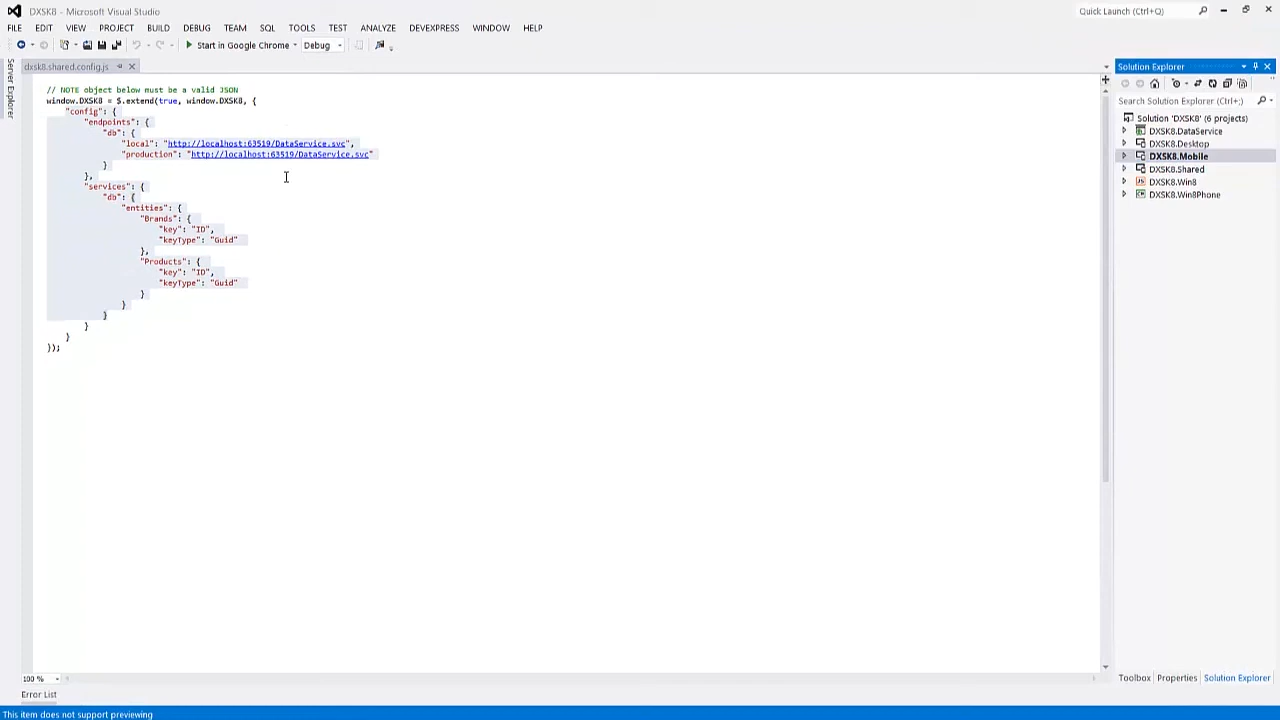 DXSK8 - Microsoft Visual Studio
Quick Launch (Ctrl+Q)
FILE EDIT VIEW PROJECT BUILD DEBUG TEAM SQL TOOLS TEST ANALYZE DEVEXPRESS WINDOW HELP
Start in Google Chrome Debug
Server Explorer
dxsk8.shared.config.js
// NOTE object below must be a valid JSON
window.DXSK8 = $.extend(true, window.DXSK8, {
"config": {
"endpoints": {
"db": {
"local": "http://localhost:63519/DataService.svc",
"production": "http://localhost:63519/DataService.svc"
}
},
"services": {
"db": {
"entities": {
"Brands": {
"key": "ID",
"keyType": "Guid"
},
"Products": {
"key": "ID",
"keyType": "Guid"
}
}
}
}
}
});
100 %
Error List
This item does not support previewing
Solution Explorer
Search Solution Explorer (Ctrl+;)
Solution 'DXSK8' (6 projects)
DXSK8.DataService
DXSK8.Desktop
DXSK8.Mobile
DXSK8.Shared
DXSK8.Win8
DXSK8.Win8Phone
Toolbox Properties Solution Explorer